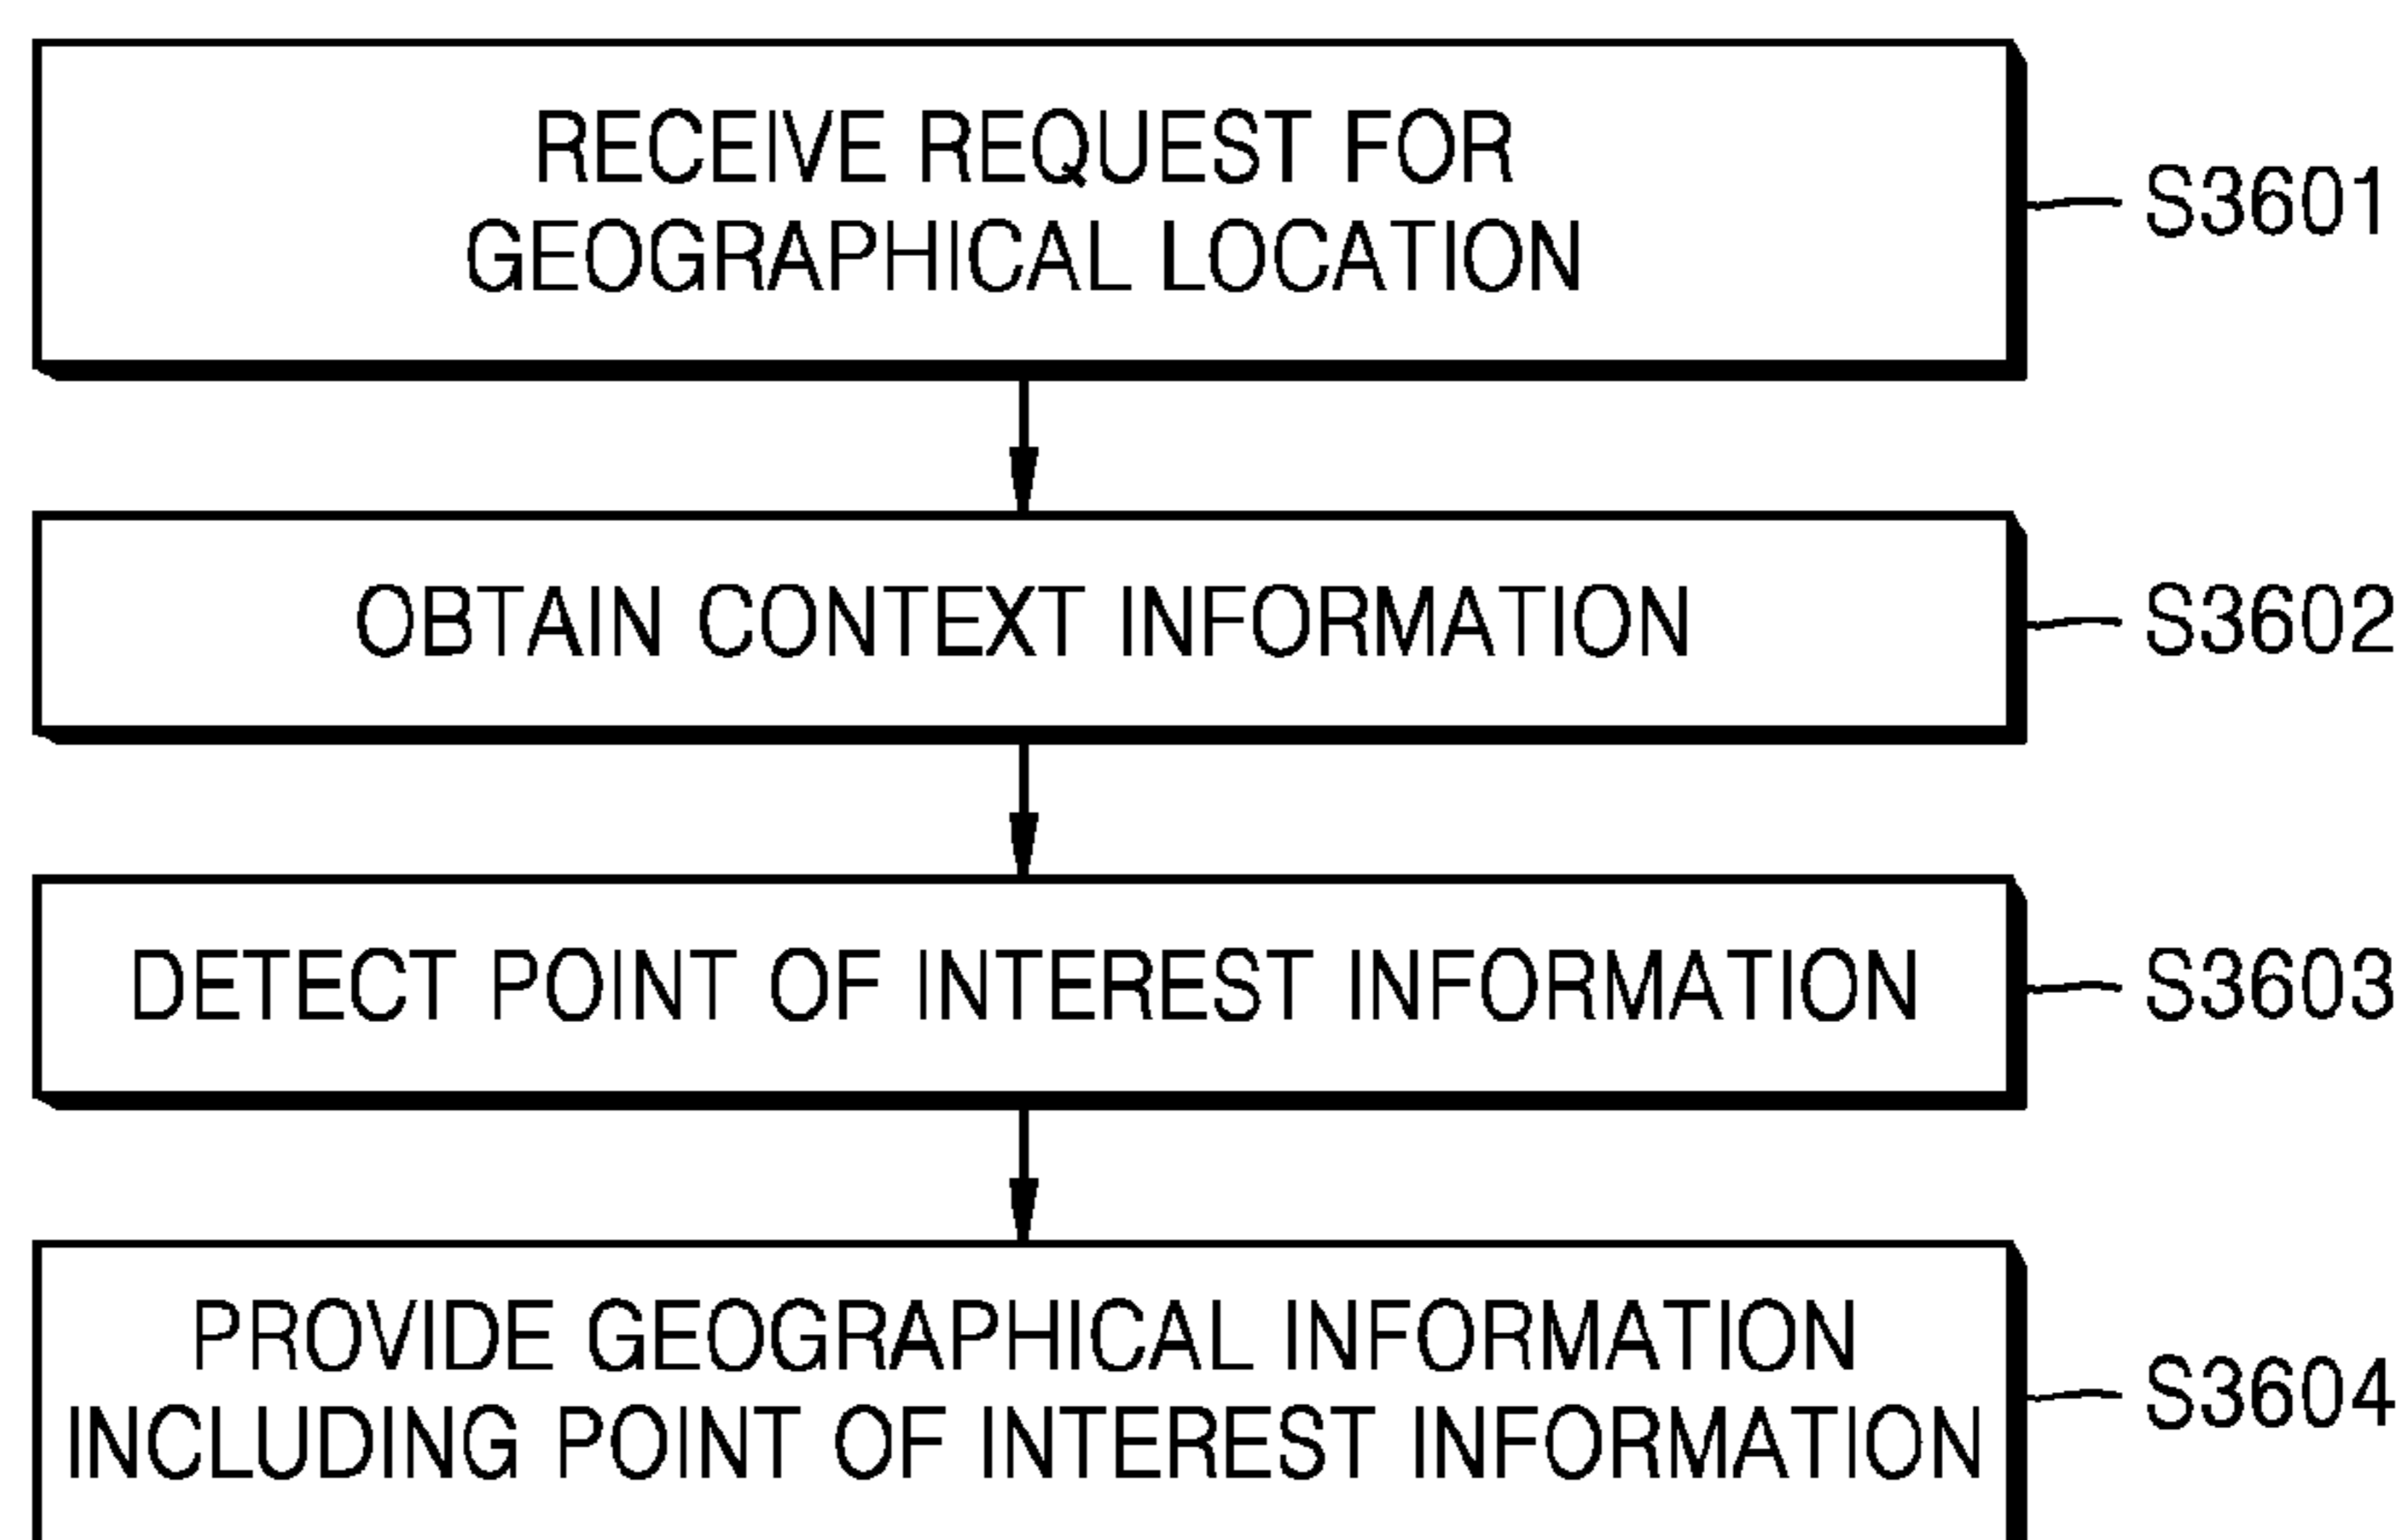 RECEIVE REQUEST FOR
GEOGRAPHICAL LOCATION
S3601
OBTAIN CONTEXT INFORMATION
S3602
DETECT POINT OF INTEREST INFORMATION
S3603
PROVIDE GEOGRAPHICAL INFORMATION
INCLUDING POINT OF INTEREST INFORMATION
S3604